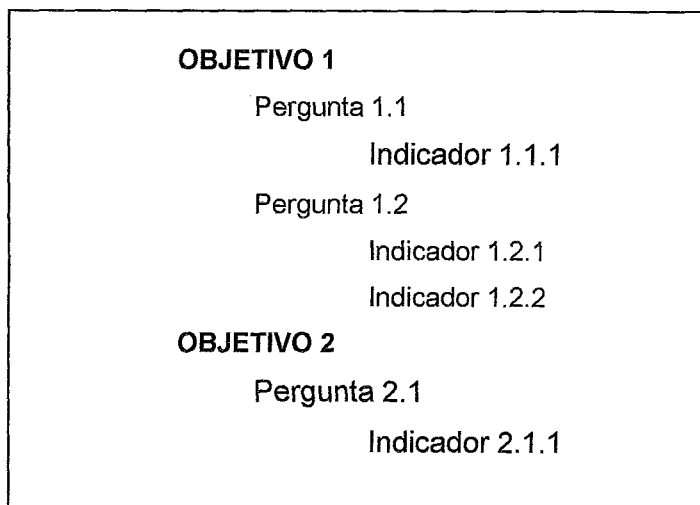 OBJETIVO 1
Pergunta 1.1
Indicador 1.1.1
Pergunta 1.2
Indicador 1.2.1
Indicador 1.2.2
OBJETIVO 2
Pergunta 2.1
Indicador 2.1.1